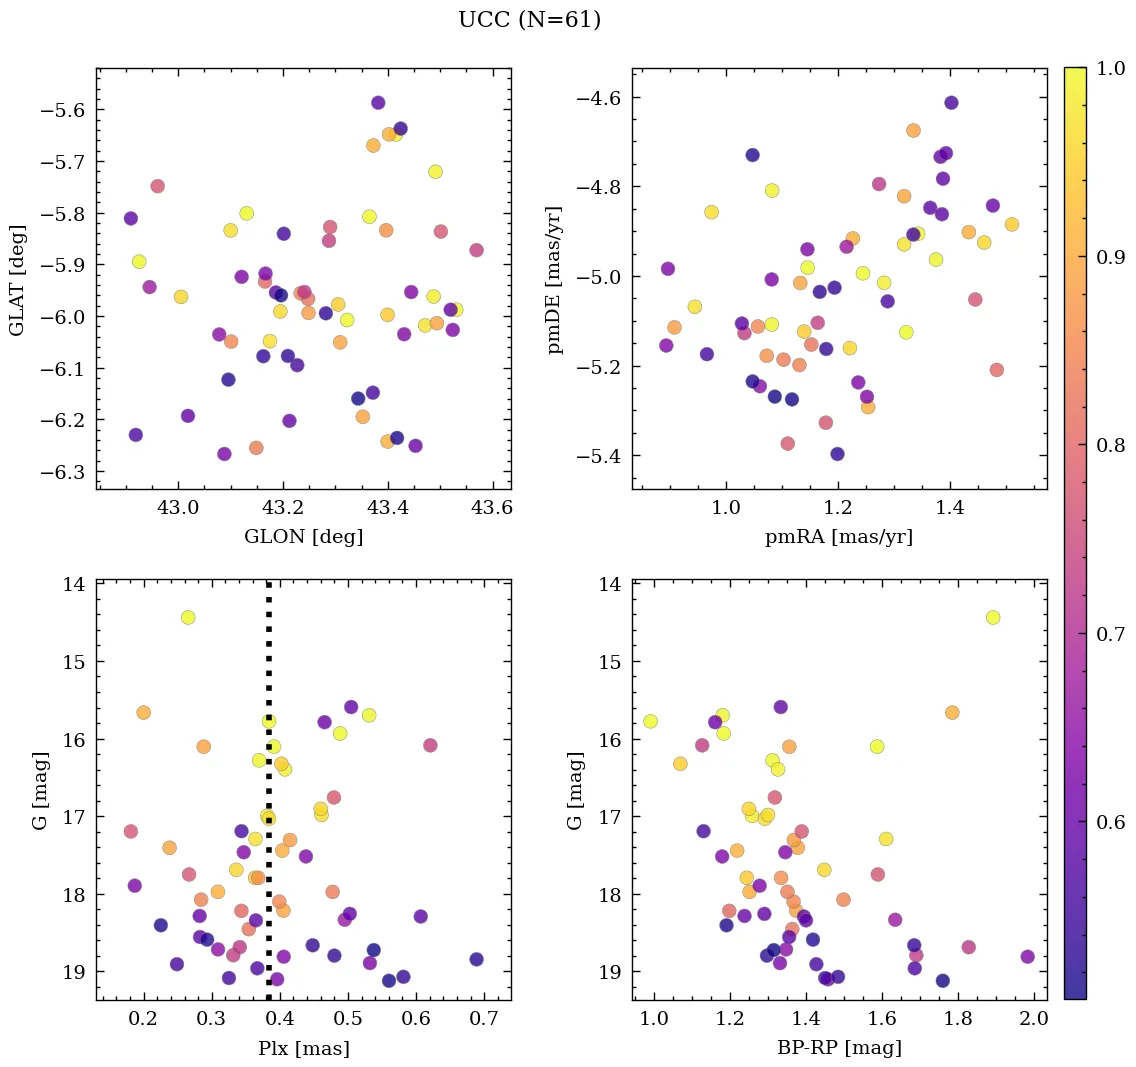 UCC (N=61)
−5.6
−5.7
−5.8
−5.9
−6.0
−6.1
−6.2
−6.3
GLAT [deg]
43.0 43.2 43.4 43.6
GLON [deg]
−4.6
−4.8
−5.0
−5.2
−5.4
pmDE [mas/yr]
1.0 1.2 1.4
pmRA [mas/yr]
1.0
0.9
0.8
0.7
0.6
14
15
16
17
18
19
G [mag]
0.2 0.3 0.4 0.5 0.6 0.7
Plx [mas]
14
15
16
17
18
19
G [mag]
1.0 1.2 1.4 1.6 1.8 2.0
BP-RP [mag]